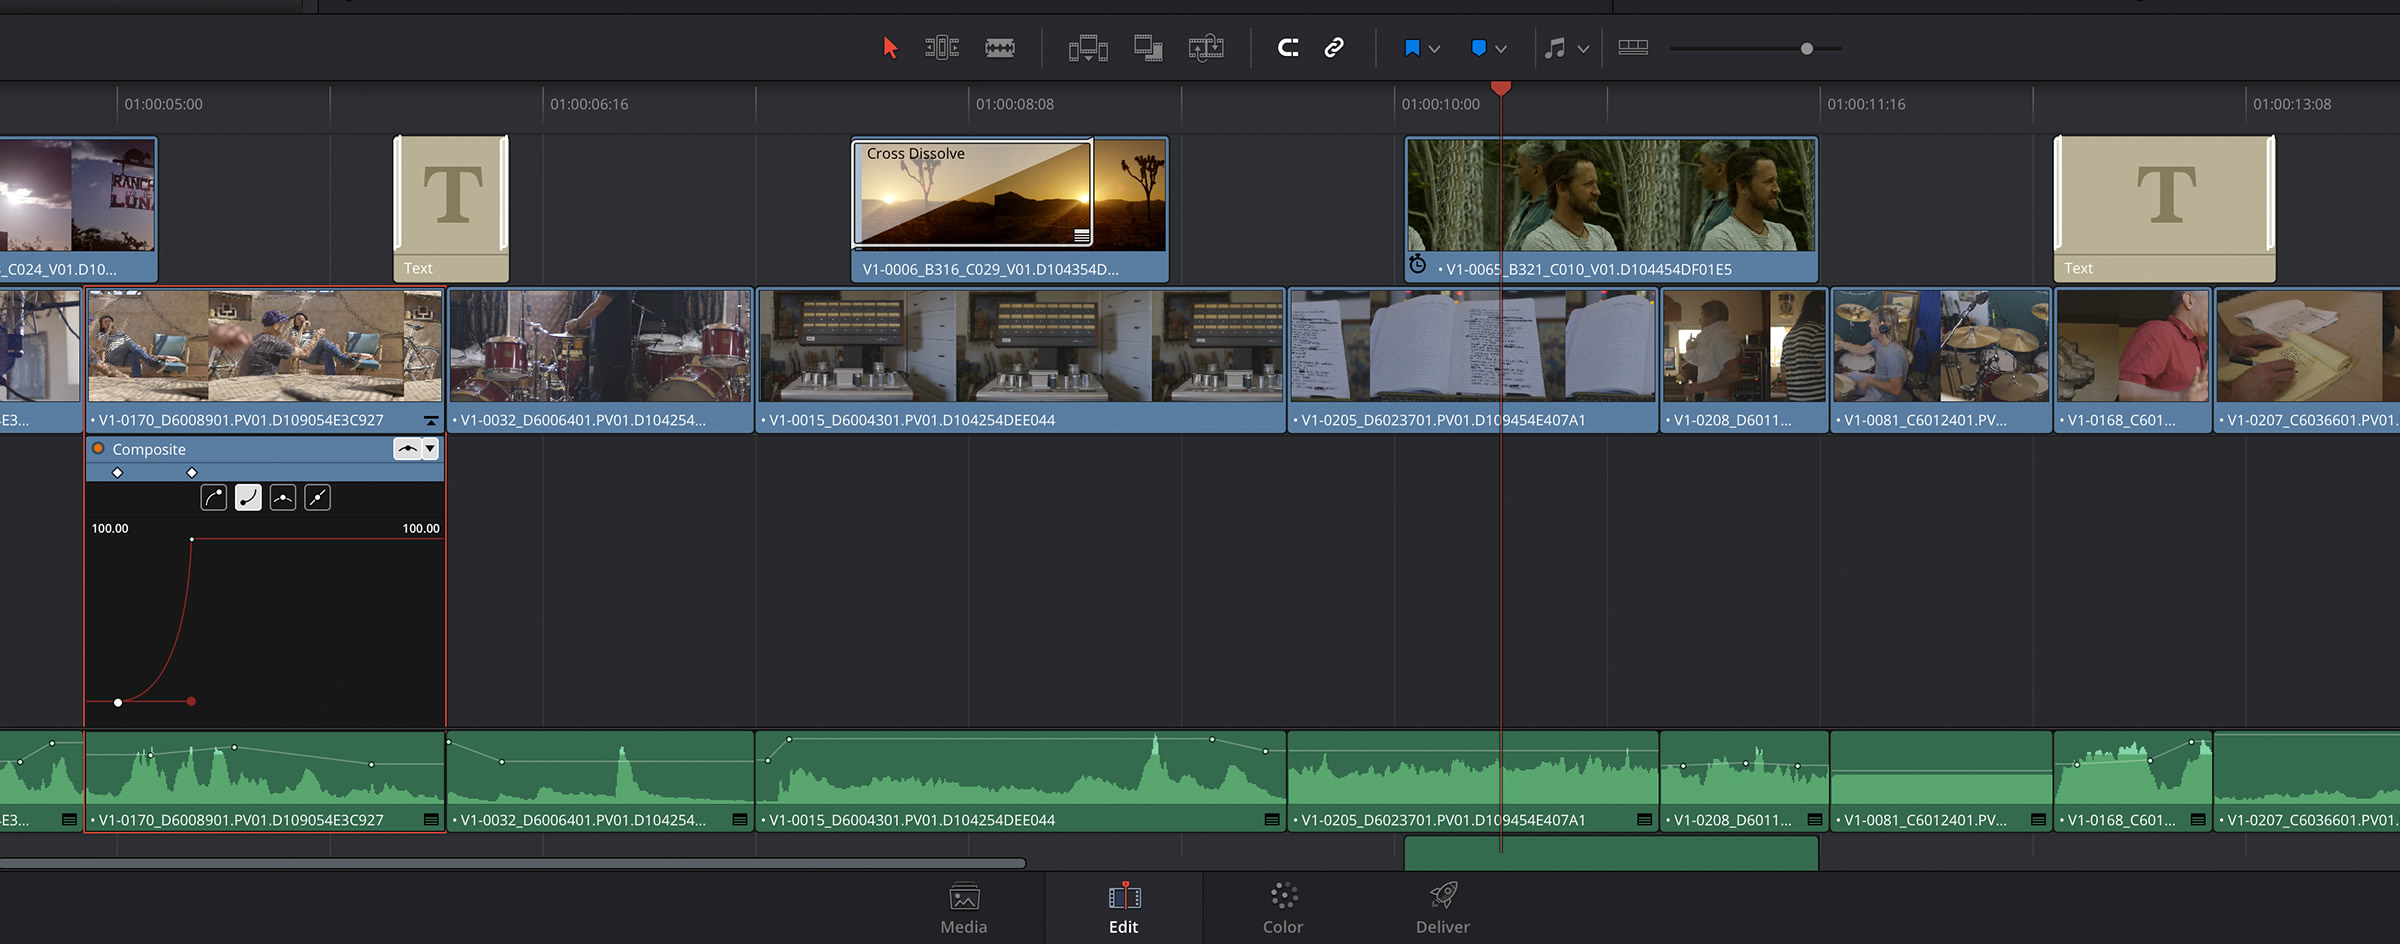 01:00:05:00
01:00:06:16
01:00:08:08
01:00:10:00
01:00:11:16
01:00:13:08
RANCH
LUNA
T
Cross Dissolve
T
_C024_V01.D10...
Text
V1-0006_B316_C029_V01.D104354D...
• V1-0065_B321_C010_V01.D104454DF01E5
Text
E3...
• V1-0170_D6008901.PV01.D109054E3C927
• V1-0032_D6006401.PV01.D104254...
• V1-0015_D6004301.PV01.D104254DEE044
• V1-0205_D6023701.PV01.D109454E407A1
• V1-0208_D6011...
• V1-0081_C6012401.PV...
• V1-0168_C601...
• V1-0207_C6036601.PV01.
Composite
100.00
100.00
E3...
• V1-0170_D6008901.PV01.D109054E3C927
• V1-0032_D6006401.PV01.D104254...
• V1-0015_D6004301.PV01.D104254DEE044
• V1-0205_D6023701.PV01.D109454E407A1
• V1-0208_D6011...
• V1-0081_C6012401.PV...
• V1-0168_C601...
• V1-0207_C6036601.PV01.
Media
Edit
Color
Deliver